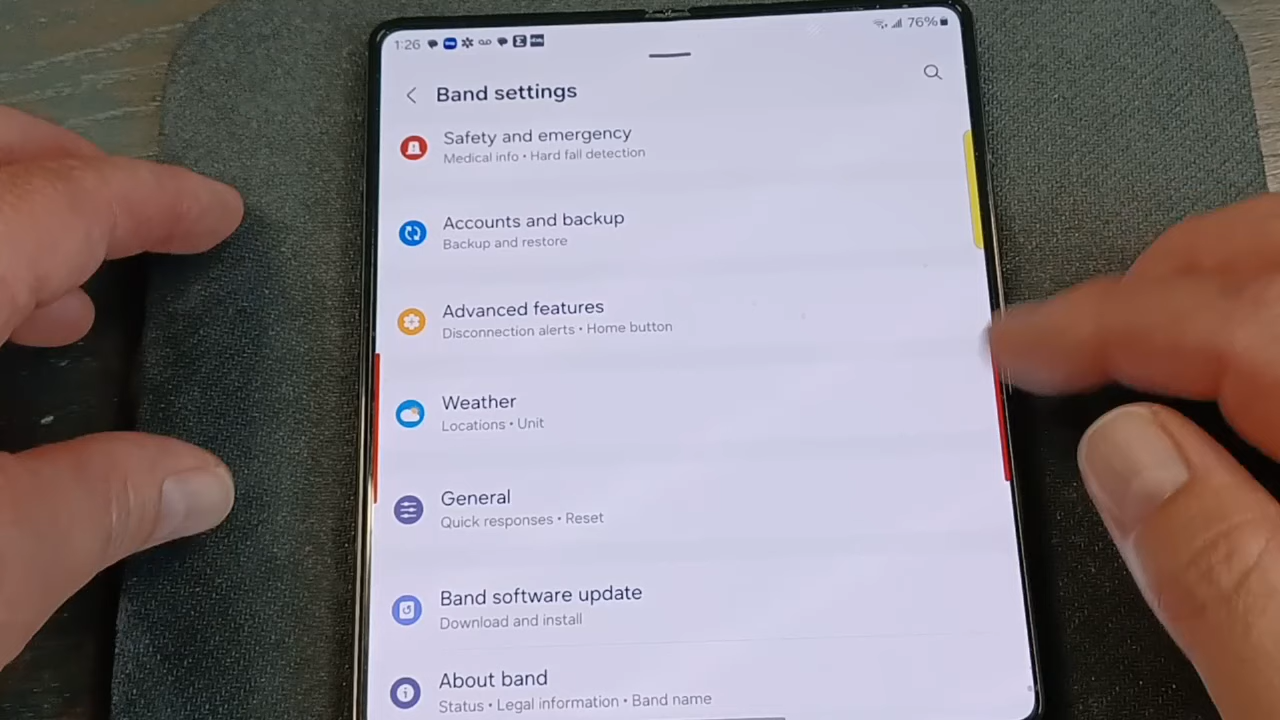 1:26
76%
Band settings
Safety and emergency
Medical info • Hard fall detection
Accounts and backup
Backup and restore
Advanced features
Disconnection alerts • Home button
Weather
Locations • Unit
General
Quick responses • Reset
Band software update
Download and install
About band
Status • Legal information • Band name